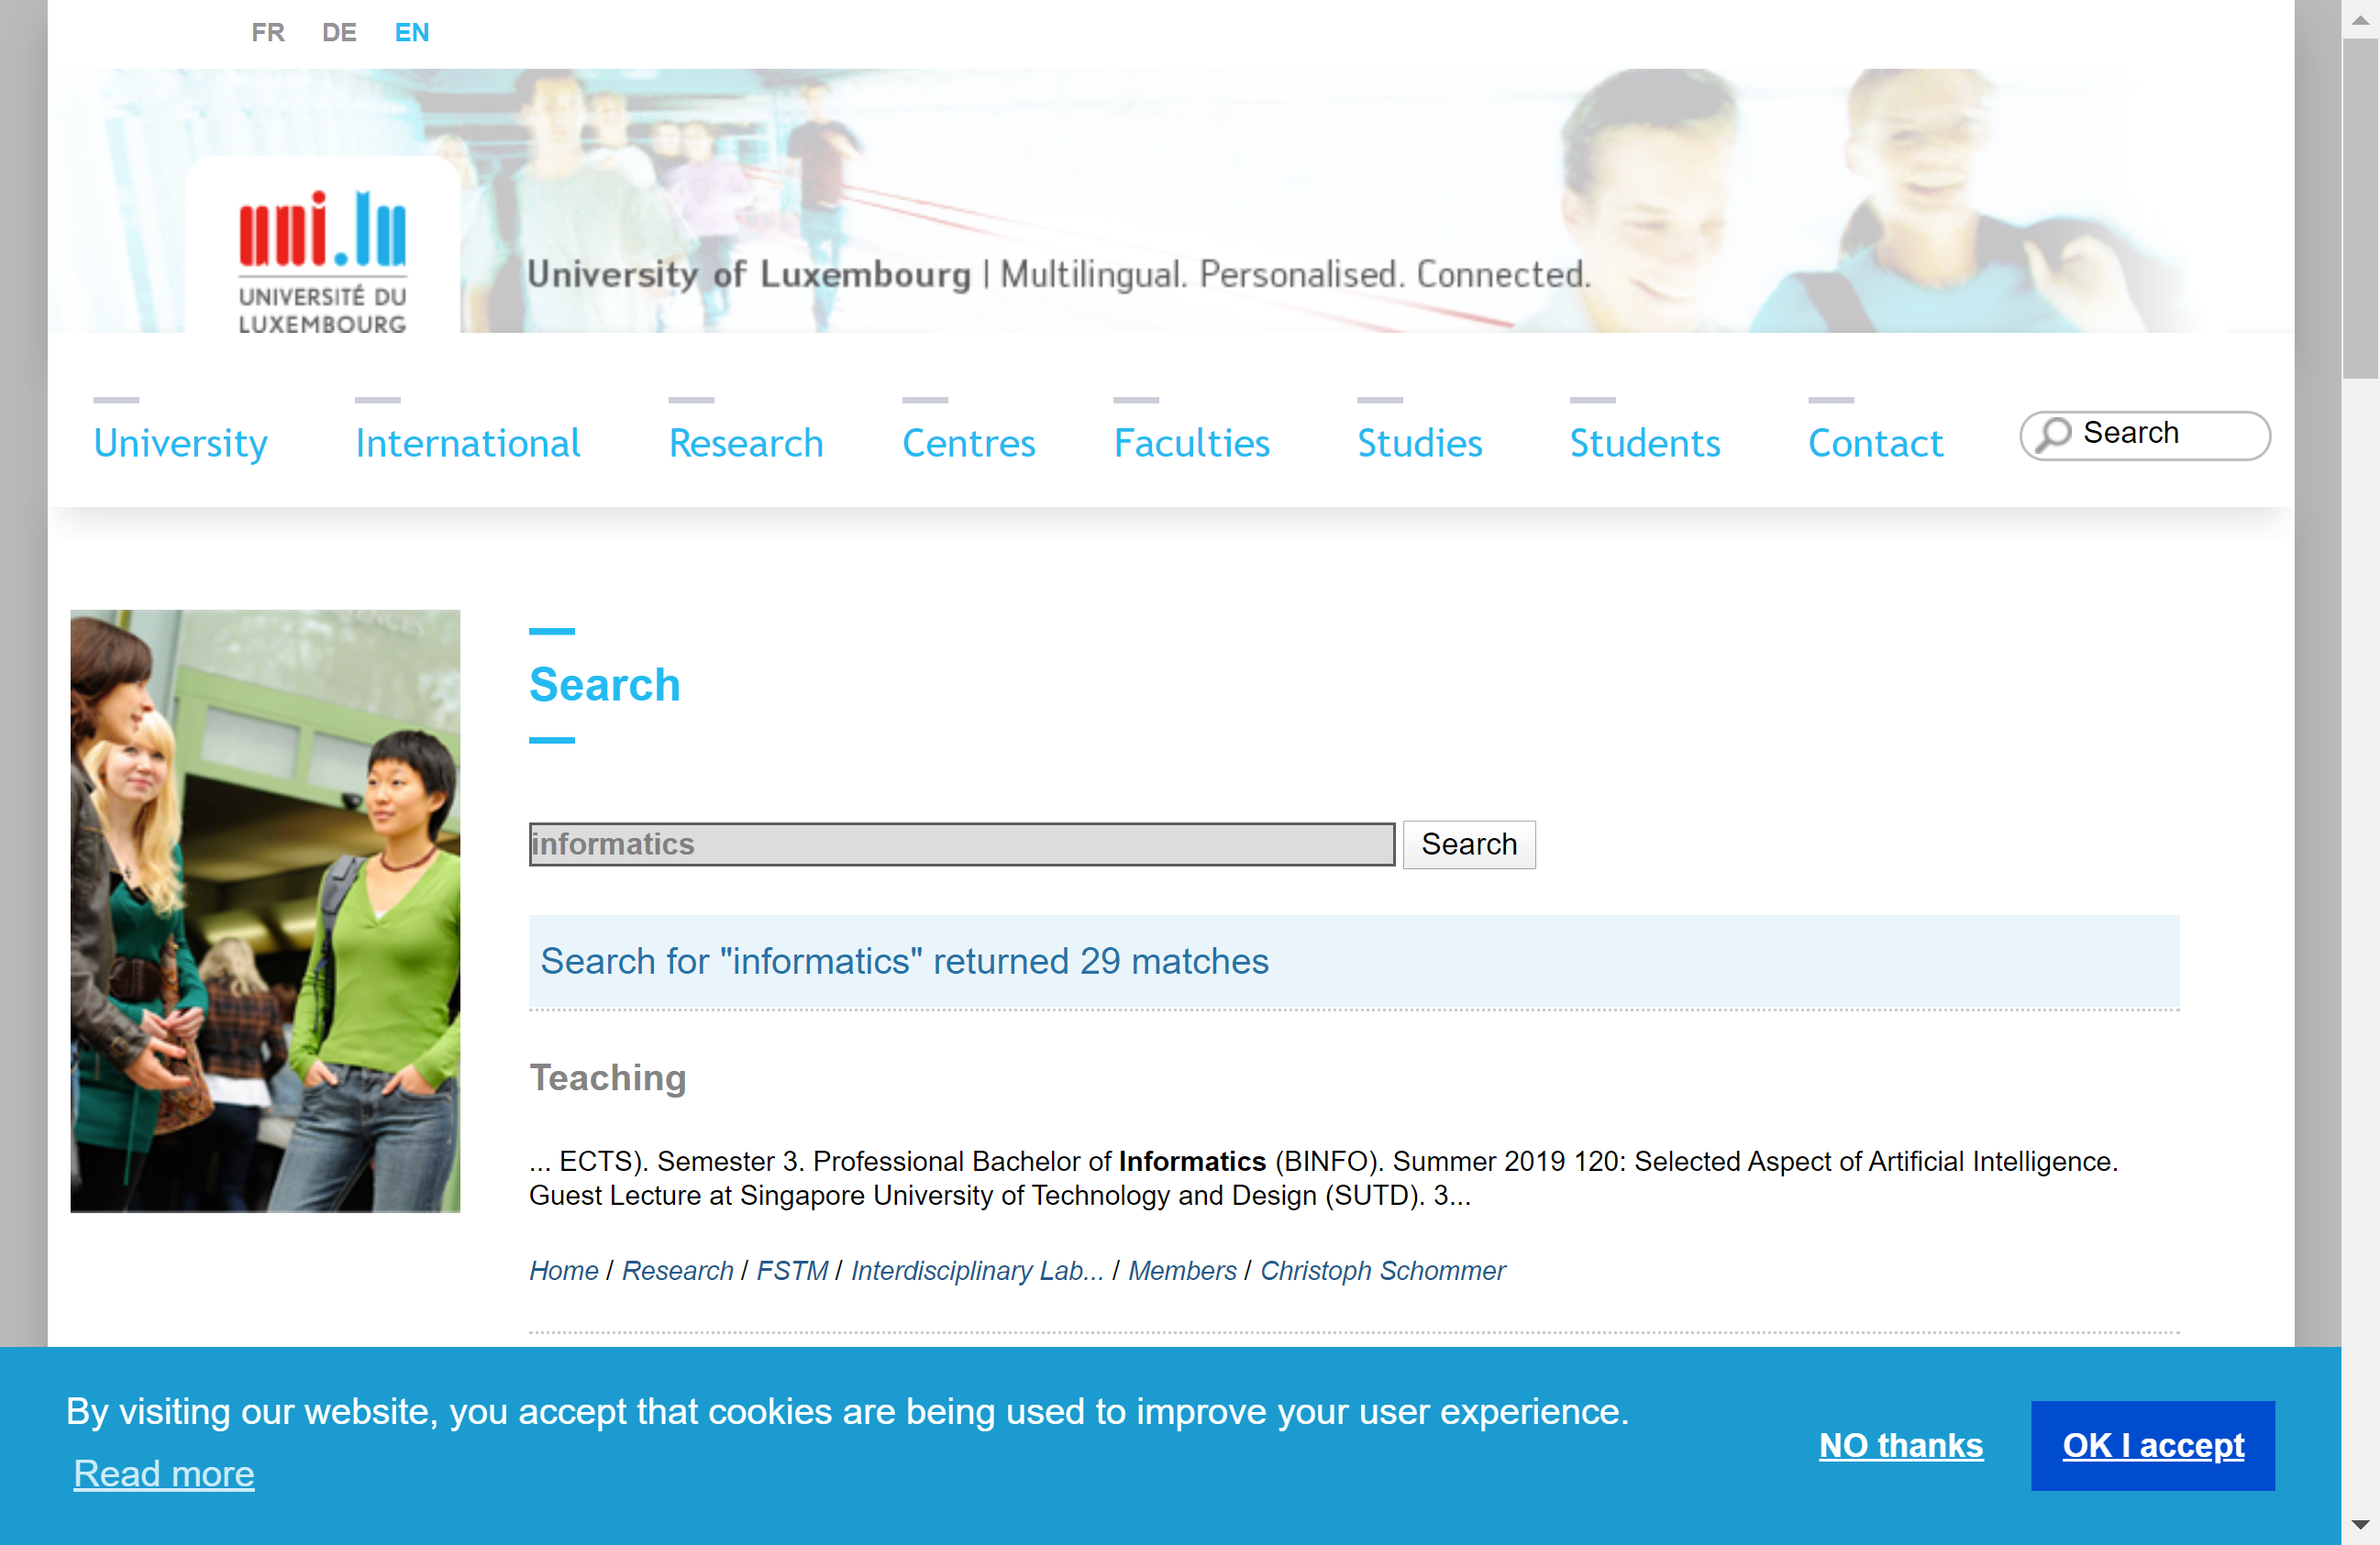 FR DE EN
uni.lu
UNIVERSITÉ DU
LUXEMBOURG
University of Luxembourg | Multilingual. Personalised. Connected.
University International Research Centres Faculties Studies Students Contact Search
Search
informatics Search
Search for "informatics" returned 29 matches
Teaching
... ECTS). Semester 3. Professional Bachelor of Informatics (BINFO). Summer 2019 120: Selected Aspect of Artificial Intelligence.
Guest Lecture at Singapore University of Technology and Design (SUTD). 3...
Home / Research / FSTM / Interdisciplinary Lab... / Members / Christoph Schommer
By visiting our website, you accept that cookies are being used to improve your user experience.
Read more
NO thanks OK I accept